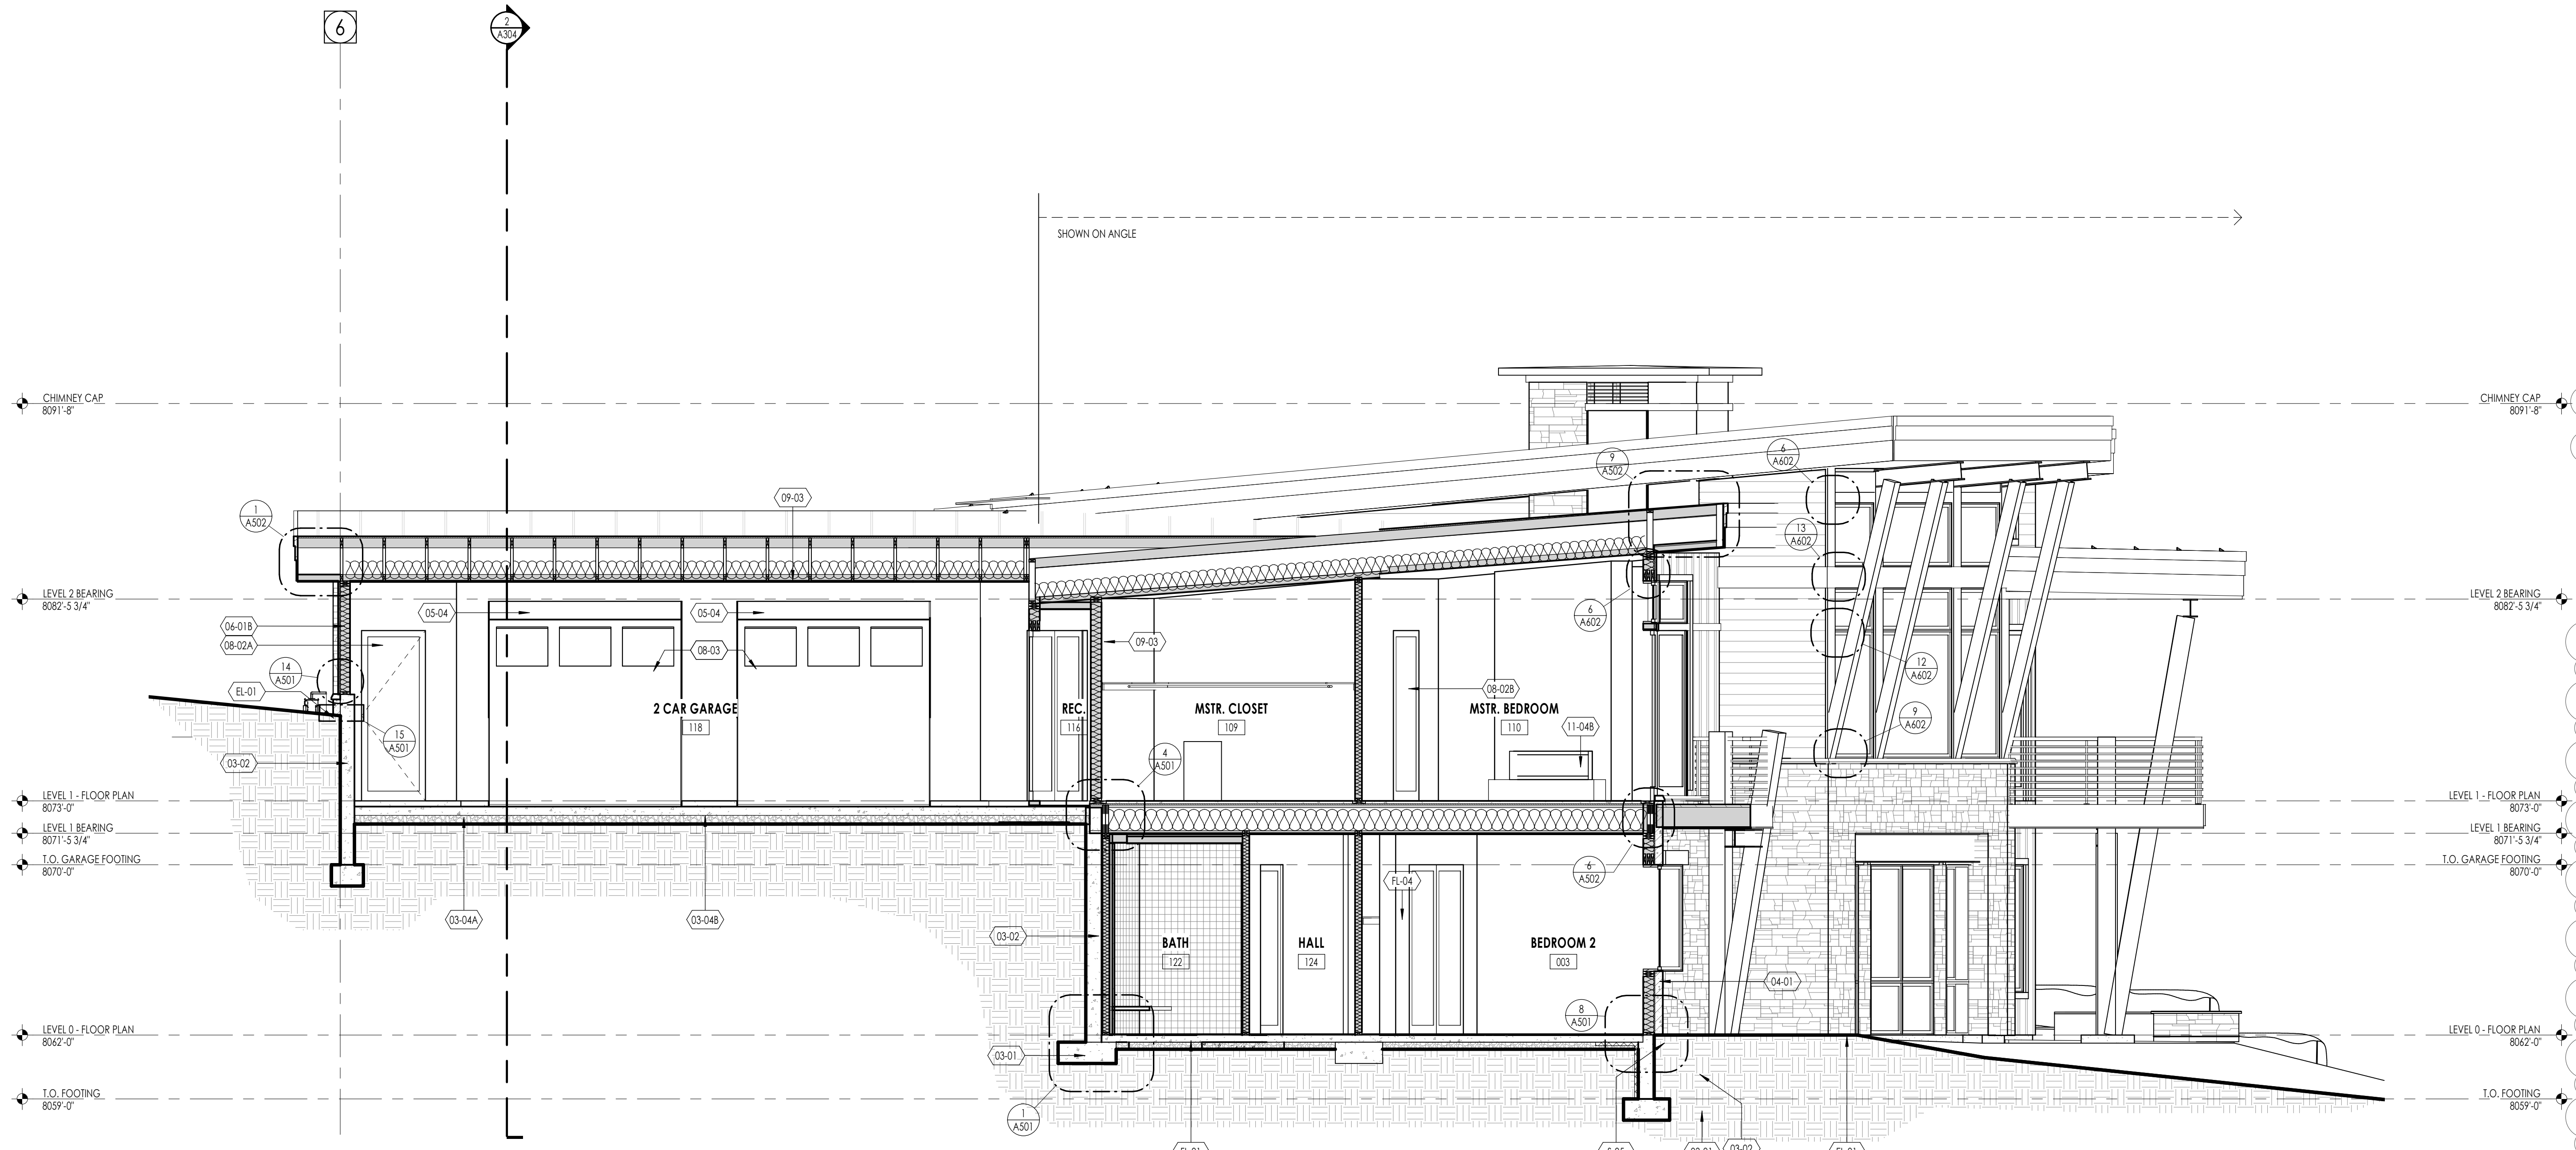 6
2
A304
SHOWN ON ANGLE
CHIMNEY CAP
8091'-8"
CHIMNEY CAP
8091'-8"
9
A502
6
A602
09-03
1
A502
13
A602
LEVEL 2 BEARING
8082'-5 3/4"
LEVEL 2 BEARING
8082'-5 3/4"
05-04
05-04
6
A602
06-01B
08-02A
09-03
08-03
12
A602
14
A501
EL-01
08-02B
2 CAR GARAGE
118
REC.
116
MSTR. CLOSET
109
MSTR. BEDROOM
110
11-04B
9
A602
15
A501
4
A501
03-02
LEVEL 1 - FLOOR PLAN
8073'-0"
LEVEL 1 - FLOOR PLAN
8073'-0"
LEVEL 1 BEARING
8071'-5 3/4"
LEVEL 1 BEARING
8071'-5 3/4"
T.O. GARAGE FOOTING
8070'-0"
T.O. GARAGE FOOTING
8070'-0"
6
A502
FL-04
03-04A
03-04B
03-02
BATH
122
HALL
124
BEDROOM 2
003
04-01
8
A501
LEVEL 0 - FLOOR PLAN
8062'-0"
LEVEL 0 - FLOOR PLAN
8062'-0"
03-01
T.O. FOOTING
8059'-0"
T.O. FOOTING
8059'-0"
1
A501
03-02